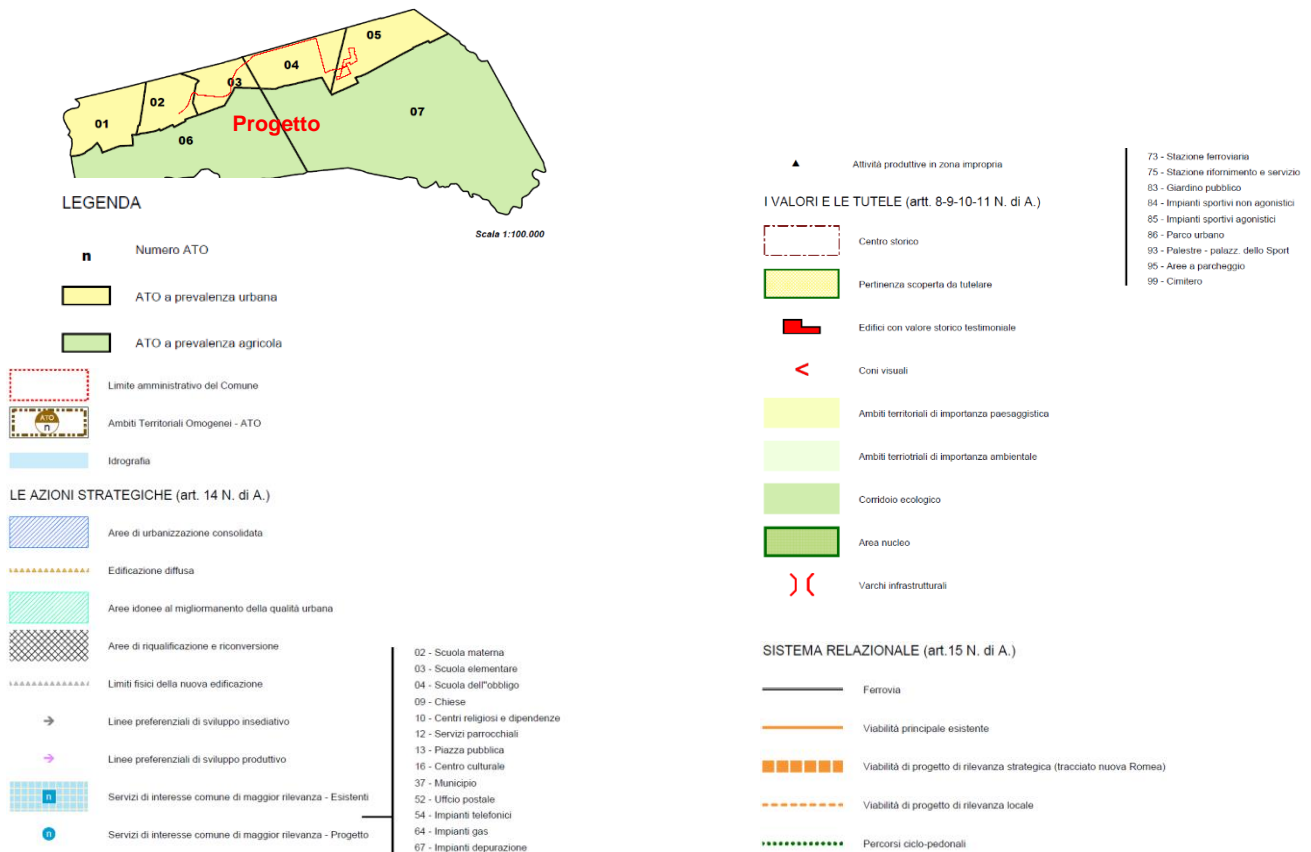 05
04
03
02
01
07
Progetto
06
LEGENDA
Scala 1:100.000
n Numero ATO
ATO a prevalenza urbana
ATO a prevalenza agricola
Limite amministrativo del Comune
ATO
n
Ambiti Territoriali Omogenei - ATO
Idrografia
LE AZIONI STRATEGICHE (art. 14 N. di A.)
Aree di urbanizzazione consolidata
Edificazione diffusa
Aree idonee al migliormanento della qualità urbana
Aree di riqualificazione e riconversione
Limiti fisici della nuova edificazione
Linee preferenziali di sviluppo insediativo
Linee preferenziali di sviluppo produttivo
n Servizi di interesse comune di maggior rilevanza - Esistenti
n Servizi di interesse comune di maggior rilevanza - Progetto
02 - Scuola materna
03 - Scuola elementare
04 - Scuola dell"obbligo
09 - Chiese
10 - Centri religiosi e dipendenze
12 - Servizi parrocchiali
13 - Piazza pubblica
16 - Centro culturale
37 - Municipio
52 - Uffcio postale
54 - Impianti telefonici
64 - Impianti gas
67 - Impianti depurazione
73 - Stazione ferroviaria
75 - Stazione rifornimento e servizio
83 - Giardino pubblico
84 - Impianti sportivi non agonistici
85 - Impianti sportivi agonistici
86 - Parco urbano
93 - Palestre - palazz. dello Sport
95 - Aree a parcheggio
99 - Cimitero
Attività produttive in zona impropria
I VALORI E LE TUTELE (artt. 8-9-10-11 N. di A.)
Centro storico
Pertinenza scoperta da tutelare
Edifici con valore storico testimoniale
Coni visuali
Ambiti territoriali di importanza paesaggistica
Ambiti terriotriali di importanza ambientale
Corridoio ecologico
Area nucleo
Varchi infrastrutturali
SISTEMA RELAZIONALE (art.15 N. di A.)
Ferrovia
Viabilità principale esistente
Viabilità di progetto di rilevanza strategica (tracciato nuova Romea)
Viabilità di progetto di rilevanza locale
Percorsi ciclo-pedonali